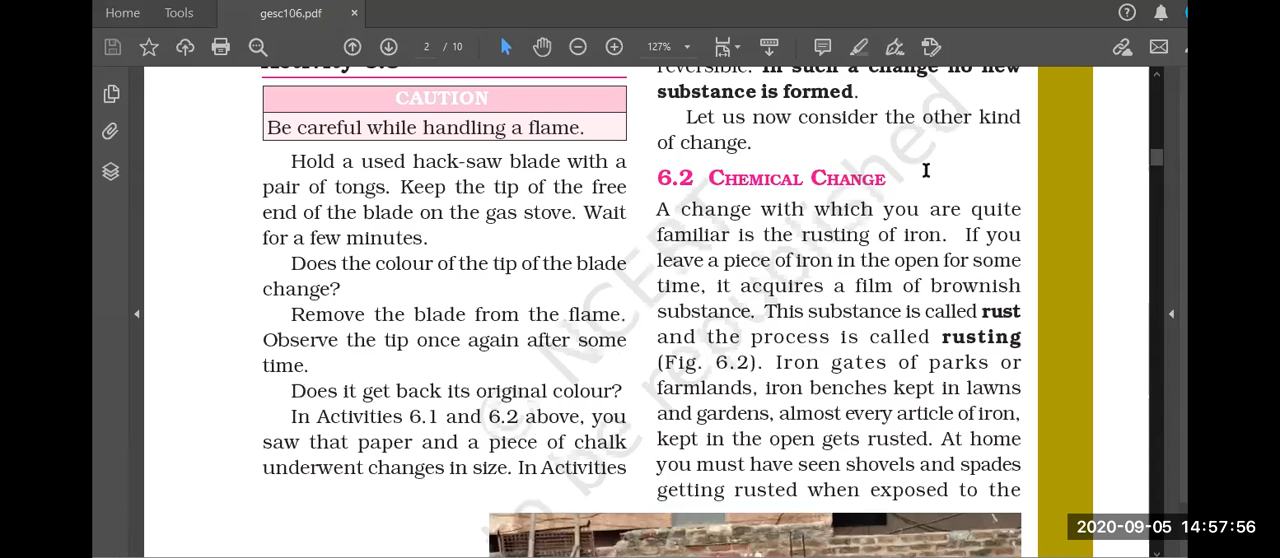 Home Tools gesc106.pdf ×
2 / 10 127%
CAUTION
Be careful while handling a flame.
Hold a used hack-saw blade with a
pair of tongs. Keep the tip of the free
end of the blade on the gas stove. Wait
for a few minutes.
Does the colour of the tip of the blade
change?
Remove the blade from the flame.
Observe the tip once again after some
time.
Does it get back its original colour?
In Activities 6.1 and 6.2 above, you
saw that paper and a piece of chalk
underwent changes in size. In Activities
reversible. In such a change no new
substance is formed.
Let us now consider the other kind
of change.
6.2 CHEMICAL CHANGE
A change with which you are quite
familiar is the rusting of iron. If you
leave a piece of iron in the open for some
time, it acquires a film of brownish
substance. This substance is called rust
and the process is called rusting
(Fig. 6.2). Iron gates of parks or
farmlands, iron benches kept in lawns
and gardens, almost every article of iron,
kept in the open gets rusted. At home
you must have seen shovels and spades
getting rusted when exposed to the
© NCERT
be republished
2020-09-05 14:57:56